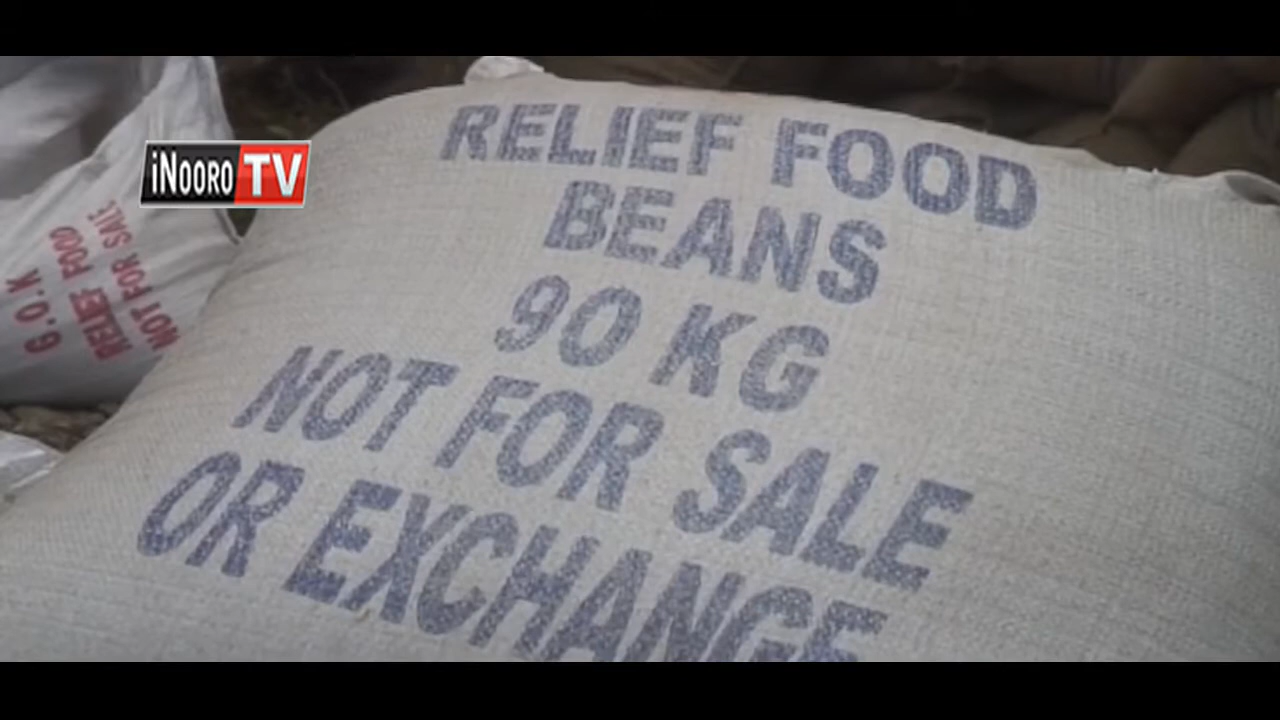 iNooro TV
RELIEF FOOD
BEANS
90 KG
NOT FOR SALE
OR EXCHANGE
G.O.K
RELIEF FOOD
NOT FOR SALE